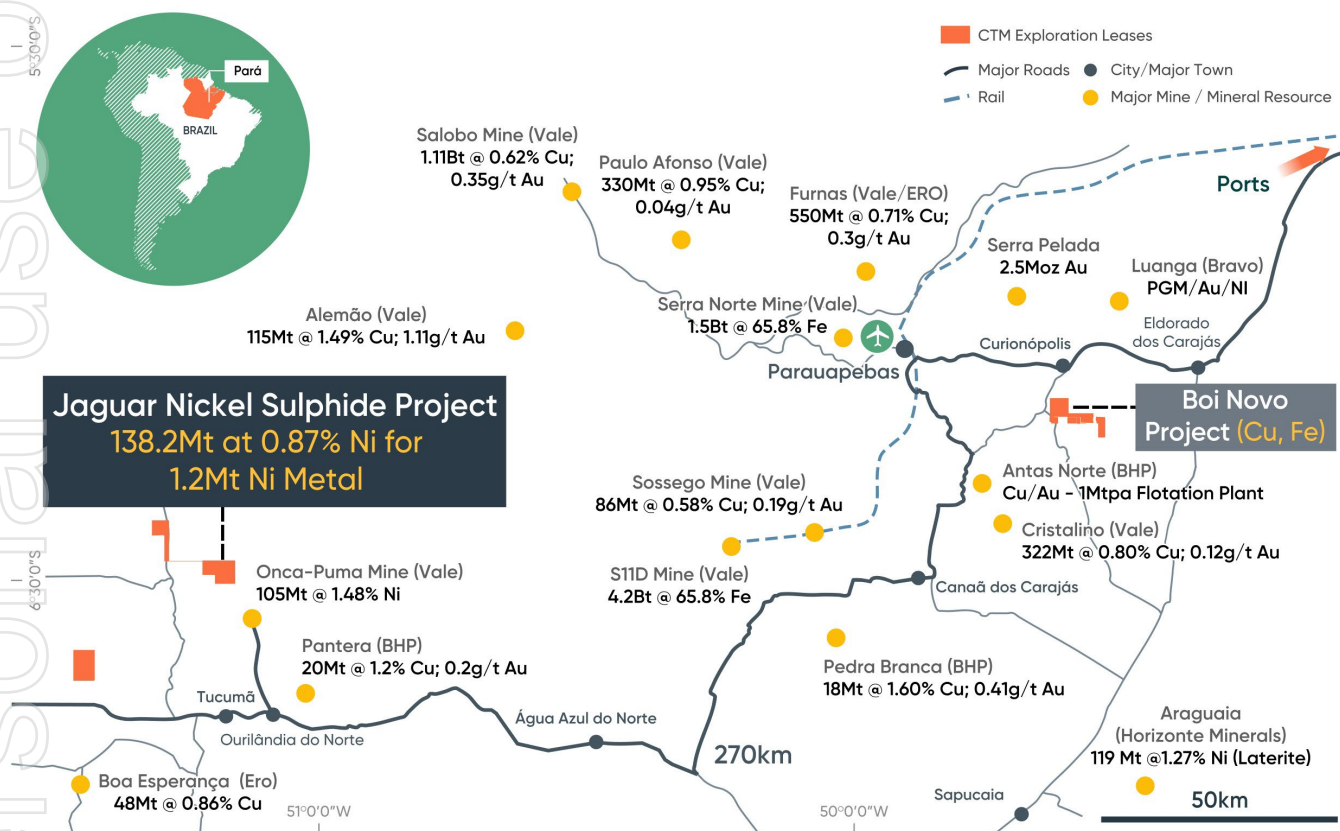 5°30'0"S
Pará
BRAZIL
CTM Exploration Leases
Major Roads
City/Major Town
Rail
Major Mine / Mineral Resource
Salobo Mine (Vale)
1.11Bt @ 0.62% Cu;
0.35g/t Au
Paulo Afonso (Vale)
330Mt @ 0.95% Cu;
0.04g/t Au
Furnas (Vale/ERO)
550Mt @ 0.71% Cu;
0.3g/t Au
Ports
Serra Pelada
2.5Moz Au
Luanga (Bravo)
PGM/Au/NI
Alemão (Vale)
115Mt @ 1.49% Cu; 1.11g/t Au
Serra Norte Mine (Vale)
1.5Bt @ 65.8% Fe
Parauapebas
Curionópolis
Eldorado
dos Carajás
Jaguar Nickel Sulphide Project
138.2Mt at 0.87% Ni for
1.2Mt Ni Metal
Boi Novo
Project (Cu, Fe)
Sossego Mine (Vale)
86Mt @ 0.58% Cu; 0.19g/t Au
Antas Norte (BHP)
Cu/Au - 1Mtpa Flotation Plant
Cristalino (Vale)
322Mt @ 0.80% Cu; 0.12g/t Au
6°30'0"S
Onca-Puma Mine (Vale)
105Mt @ 1.48% Ni
S11D Mine (Vale)
4.2Bt @ 65.8% Fe
Canaã dos Carajás
Pantera (BHP)
20Mt @ 1.2% Cu; 0.2g/t Au
Pedra Branca (BHP)
18Mt @ 1.60% Cu; 0.41g/t Au
Tucumã
Ourilândia do Norte
Água Azul do Norte
270km
Araguaia
(Horizonte Minerals)
119 Mt @1.27% Ni (Laterite)
Boa Esperança (Ero)
48Mt @ 0.86% Cu
51°0'0"W
50°0'0"W
Sapucaia
50km